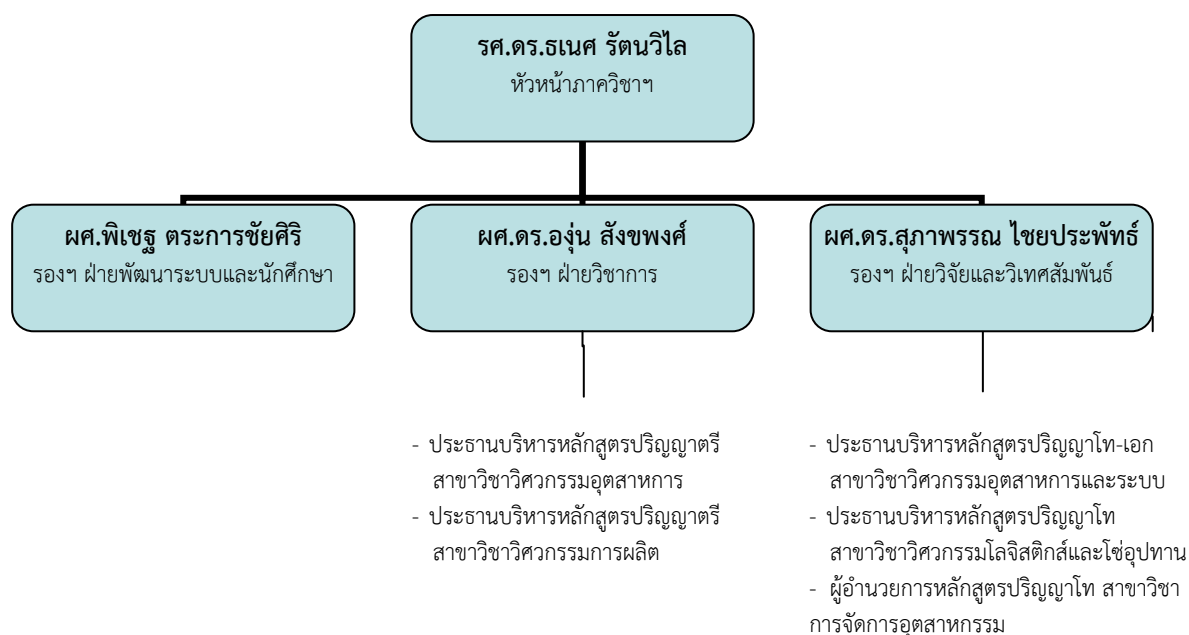 รศ.ดร.ธเนศ รัตนวิไล
หัวหน้าภาควิชาฯ
ผศ.พิเชฐ ตระการชัยศิริ
รองฯ ฝ่ายพัฒนาระบบและนักศึกษา
ผศ.ดร.องุ่น สังขพงศ์
รองฯ ฝ่ายวิชาการ
ผศ.ดร.สุภาพรรณ ไชยประพัทธ์
รองฯ ฝ่ายวิจัยและวิเทศสัมพันธ์
- ประธานบริหารหลักสูตรปริญญาตรี
สาขาวิชาวิศวกรรมอุตสาหการ
- ประธานบริหารหลักสูตรปริญญาตรี
สาขาวิชาวิศวกรรมการผลิต
- ประธานบริหารหลักสูตรปริญญาโท-เอก
สาขาวิชาวิศวกรรมอุตสาหการและระบบ
- ประธานบริหารหลักสูตรปริญญาโท
สาขาวิชาวิศวกรรมโลจิสติกส์และโซ่อุปทาน
- ผู้อำนวยการหลักสูตรปริญญาโท สาขาวิชา
การจัดการอุตสาหกรรม